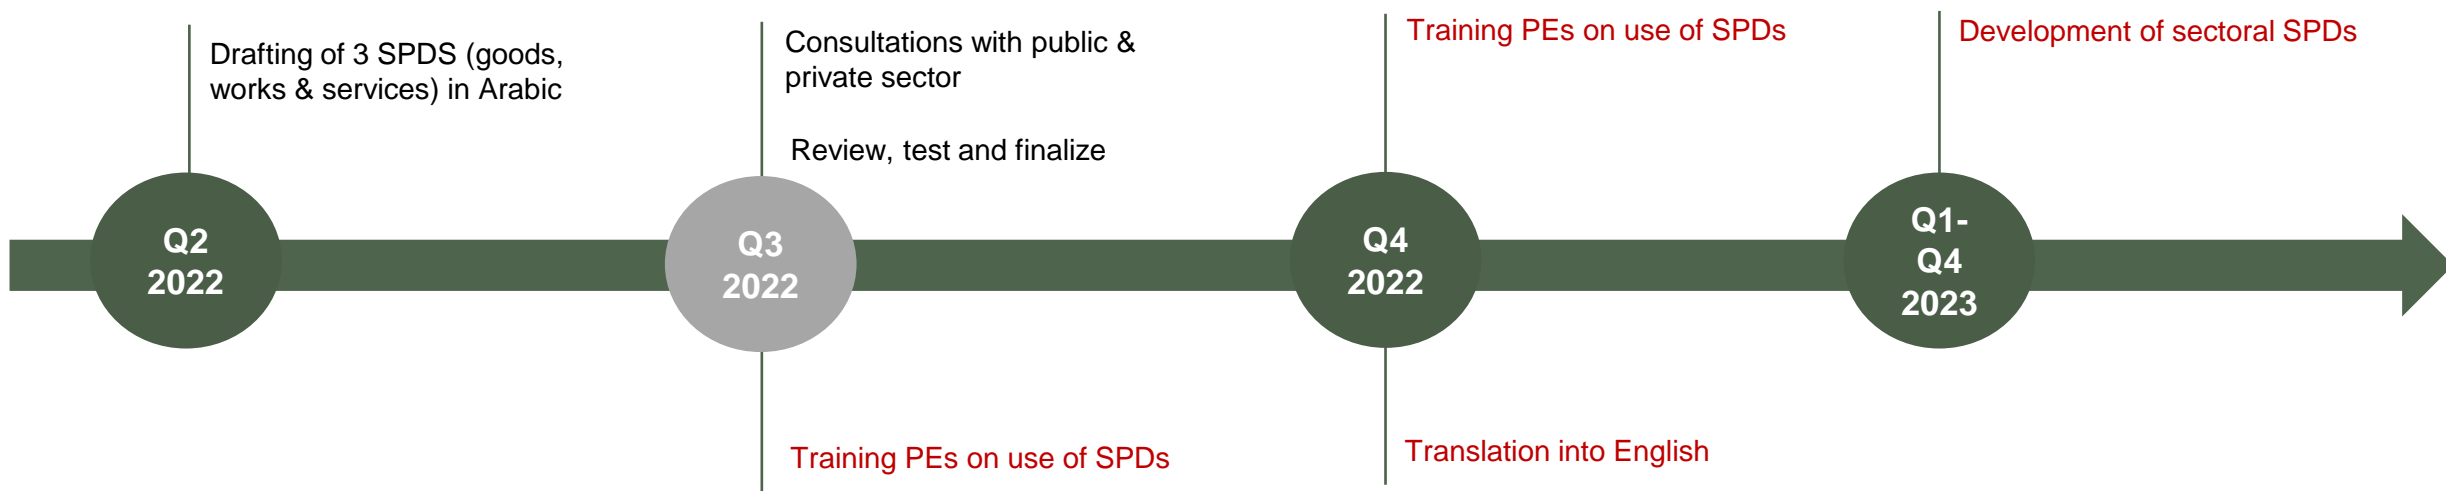 Drafting of 3 SPDS (goods,
works & services) in Arabic
Consultations with public &
private sector
Review, test and finalize
Training PEs on use of SPDs
Development of sectoral SPDs
Q2
2022
Q3
2022
Q4
2022
Q1-
Q4
2023
Training PEs on use of SPDs
Translation into English